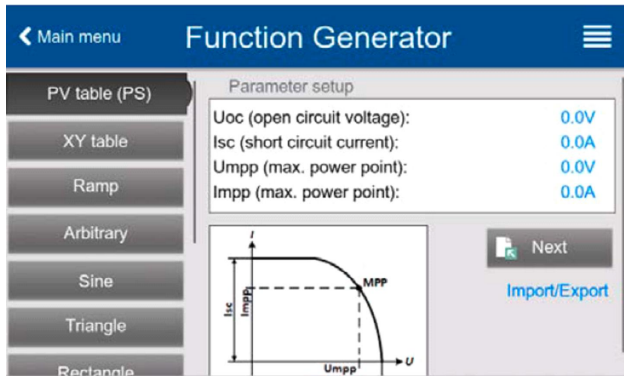 Main menu
Function Generator
PV table (PS)
XY table
Ramp
Arbitrary
Sine
Triangle
Rectangle
Parameter setup
Uoc (open circuit voltage): 0.0V
Isc (short circuit current): 0.0A
Umpp (max. power point): 0.0V
Impp (max. power point): 0.0A
I
Isc
Impp
MPP
Umpp
U
Next
Import/Export